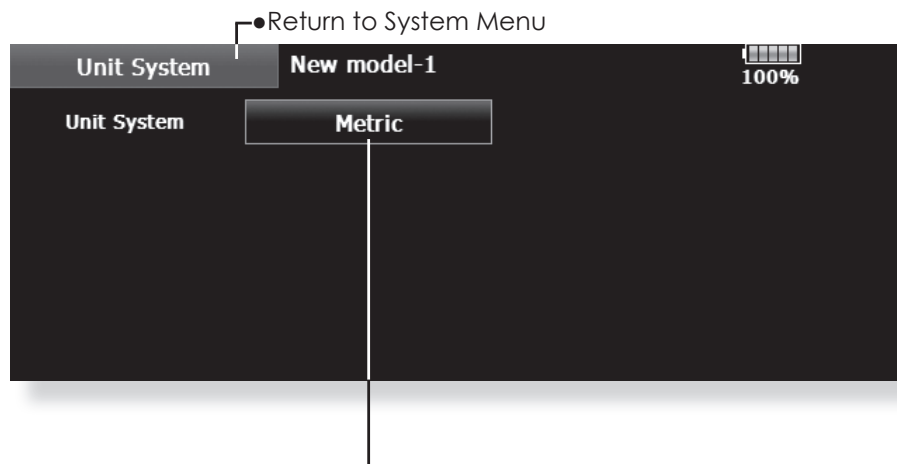 ●Return to System Menu
Unit System New model-1 100%
Unit System Metric